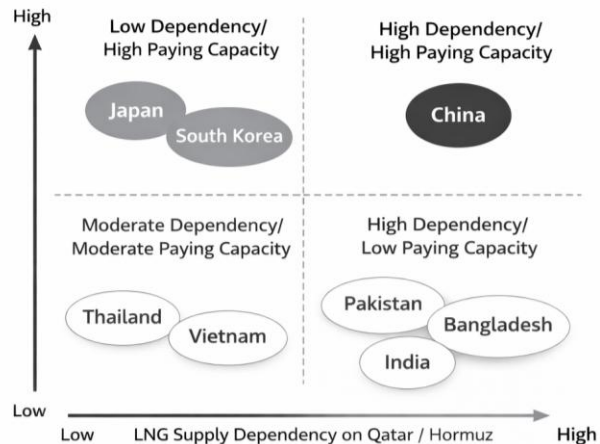 High
Low Dependency/
High Paying Capacity
High Dependency/
High Paying Capacity
Japan
South Korea
China
Moderate Dependency/
Moderate Paying Capacity
High Dependency/
Low Paying Capacity
Thailand
Vietnam
Pakistan
Bangladesh
India
Low
Low LNG Supply Dependency on Qatar / Hormuz High